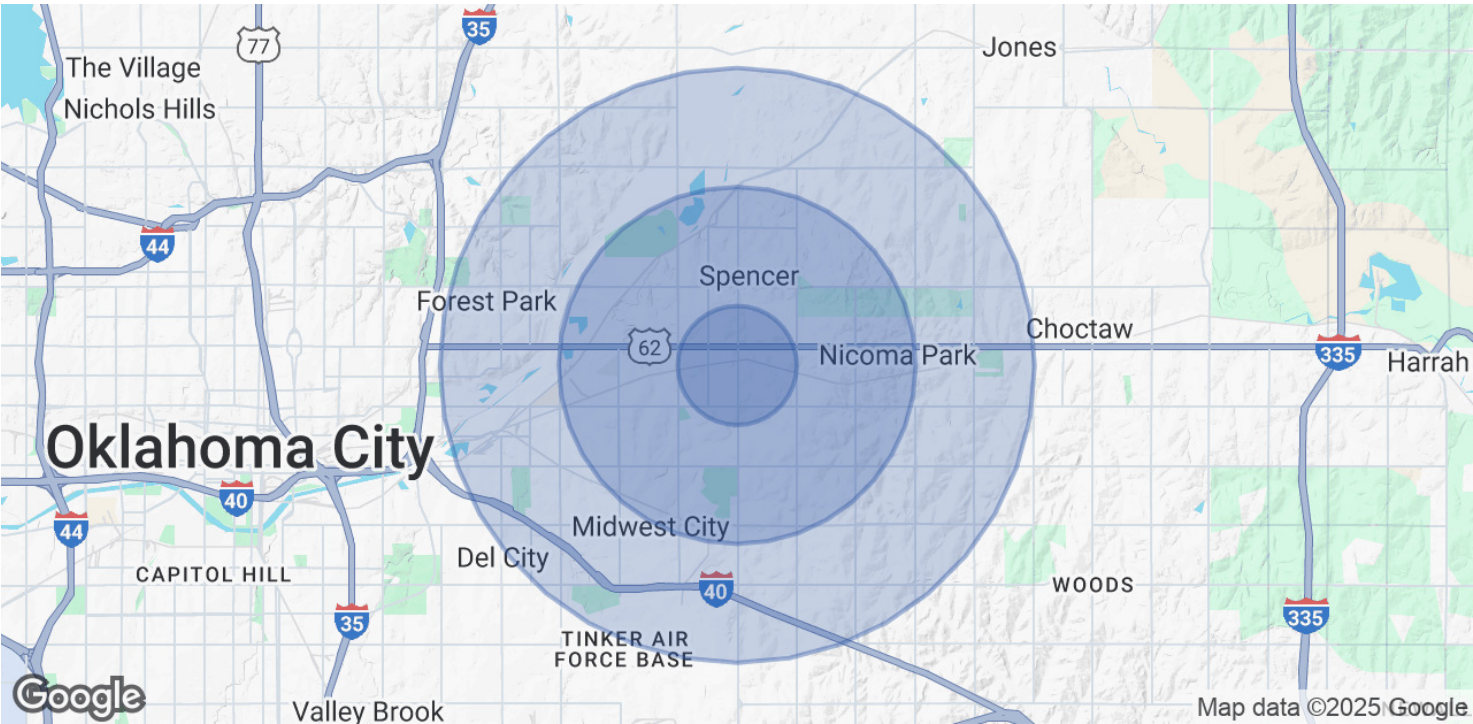 35
77
The Village
Nichols Hills
Jones
44
Spencer
Forest Park
62
Choctaw
Nicoma Park
335
Harrah
Oklahoma City
40
44
Midwest City
Del City
CAPITOL HILL
40
WOODS
35
335
TINKER AIR
FORCE BASE
Google
Valley Brook
Map data ©2025 Google